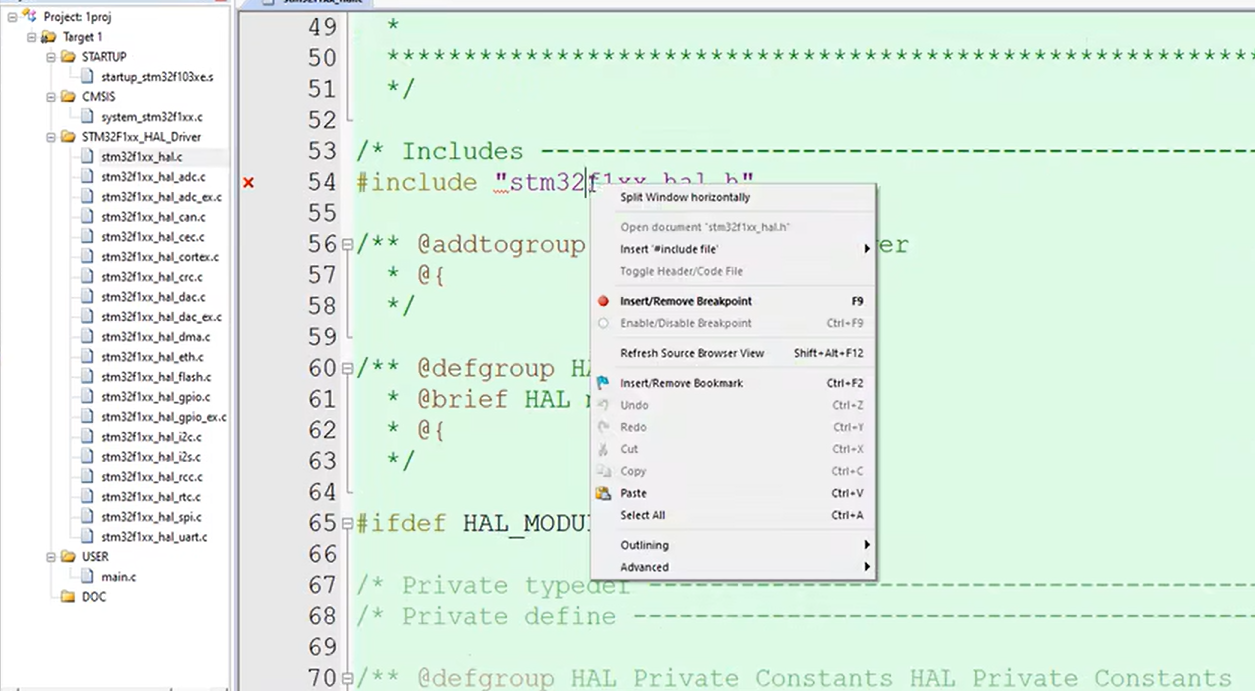 Project: 1proj
Target 1
STARTUP
startup_stm32f103xe.s
CMSIS
system_stm32f1xx.c
STM32F1xx_HAL_Driver
stm32f1xx_hal.c
stm32f1xx_hal_adc.c
stm32f1xx_hal_adc_ex.c
stm32f1xx_hal_can.c
stm32f1xx_hal_cec.c
stm32f1xx_hal_cortex.c
stm32f1xx_hal_crc.c
stm32f1xx_hal_dac.c
stm32f1xx_hal_dac_ex.c
stm32f1xx_hal_dma.c
stm32f1xx_hal_eth.c
stm32f1xx_hal_flash.c
stm32f1xx_hal_gpio.c
stm32f1xx_hal_gpio_ex.c
stm32f1xx_hal_i2c.c
stm32f1xx_hal_i2s.c
stm32f1xx_hal_rcc.c
stm32f1xx_hal_rtc.c
stm32f1xx_hal_spi.c
stm32f1xx_hal_uart.c
USER
main.c
DOC
49 *
50 *********************************************************
51 */
52
53 /* Includes ------------------------------------------------
54 #include "stm32f1xx_hal.h"
55
56 /** @addtogroup er
57 * @{
58 */
59
60 /** @defgroup HA
61 * @brief HAL
62 * @{
63 */
64
65 #ifdef HAL_MODU
66
67 /* Private typedef ------------------------------------------
68 /* Private define ------------------------------------------
69
70 /** @defgroup HAL Private Constants HAL Private Constants
Split Window horizontally
Open document "stm32f1xx_hal.h"
Insert '#include file'
Toggle Header/Code File
Insert/Remove Breakpoint F9
Enable/Disable Breakpoint Ctrl+F9
Refresh Source Browser View Shift+Alt+F12
Insert/Remove Bookmark Ctrl+F2
Undo Ctrl+Z
Redo Ctrl+Y
Cut Ctrl+X
Copy Ctrl+C
Paste Ctrl+V
Select All Ctrl+A
Outlining
Advanced